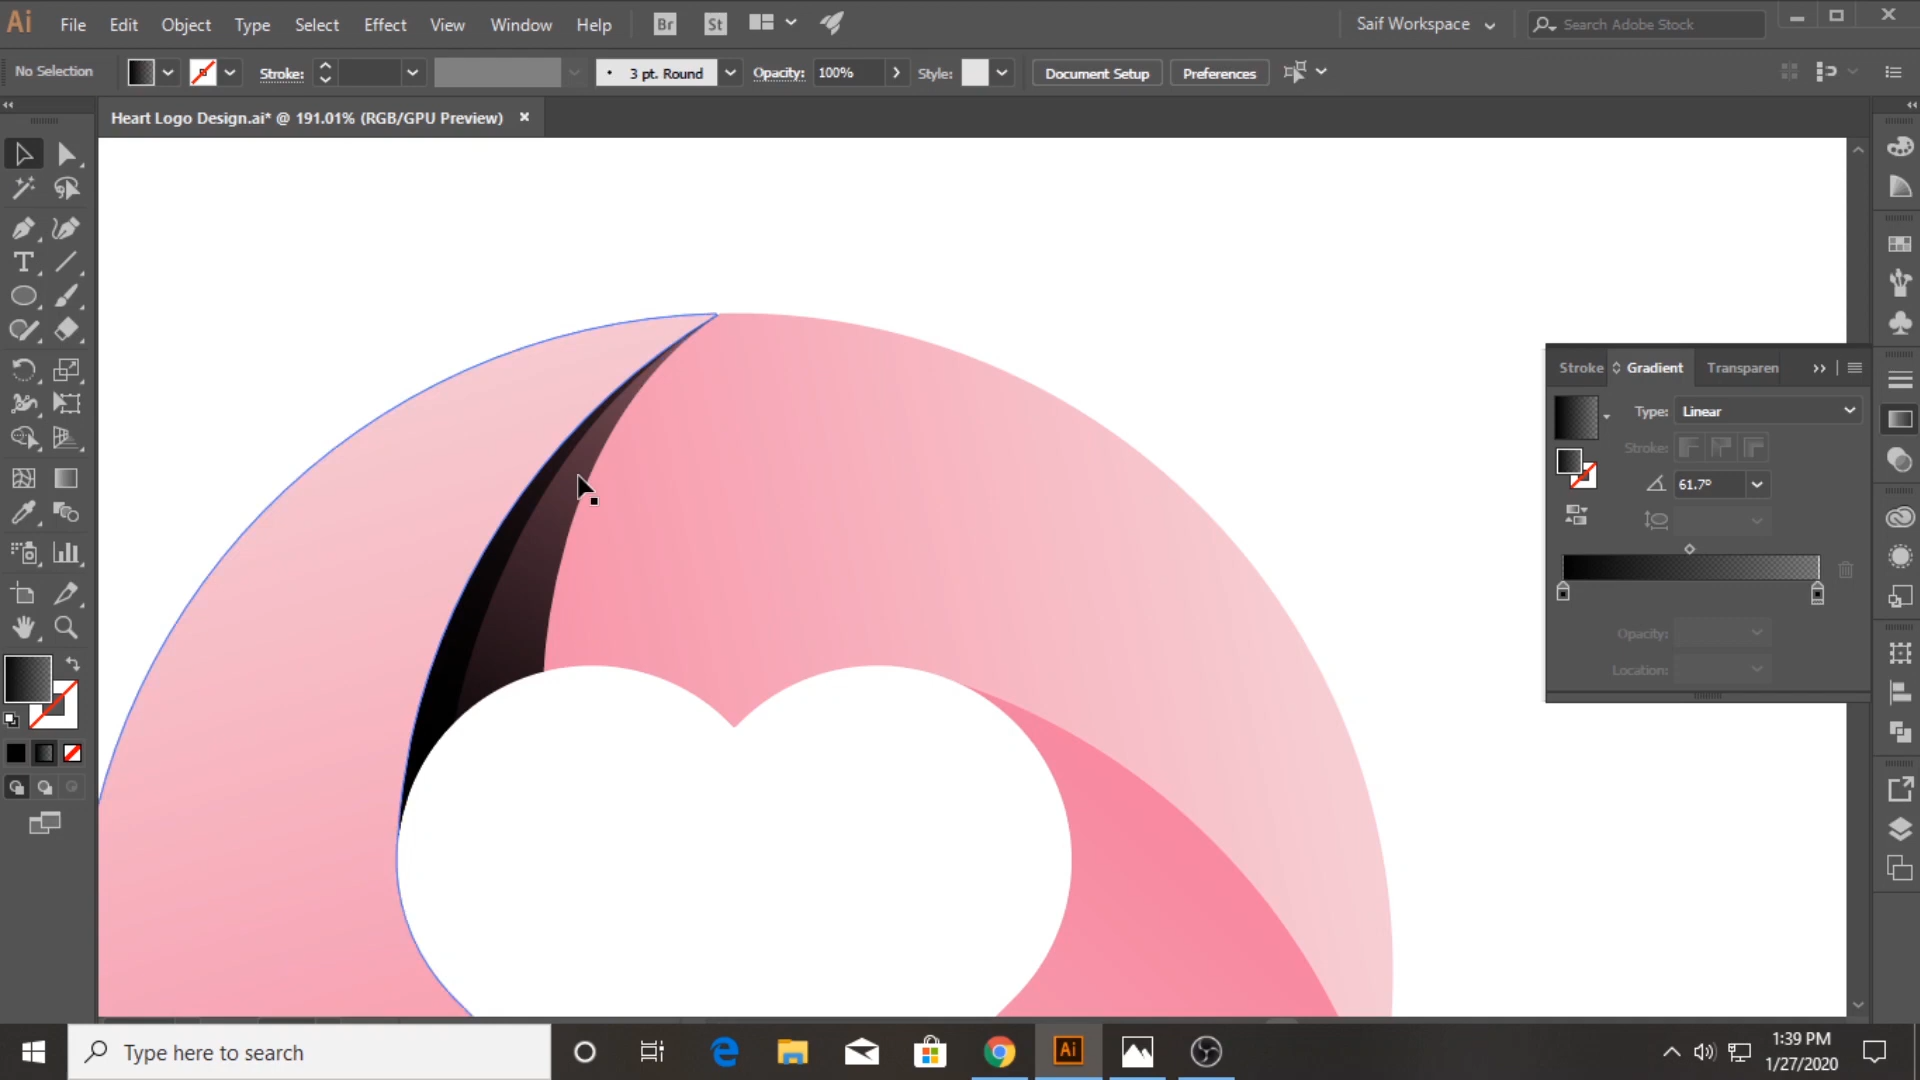 Ai File Edit Object Type Select Effect View Window Help Br St Saif Workspace Search Adobe Stock
No Selection Stroke: 3 pt. Round Opacity: 100% Style: Document Setup Preferences
Heart Logo Design.ai* @ 191.01% (RGB/GPU Preview) ×
Stroke Gradient Transparen
Type: Linear
Stroke:
61.7°
Opacity:
Location:
Type here to search Ai 1:39 PM
1/27/2020